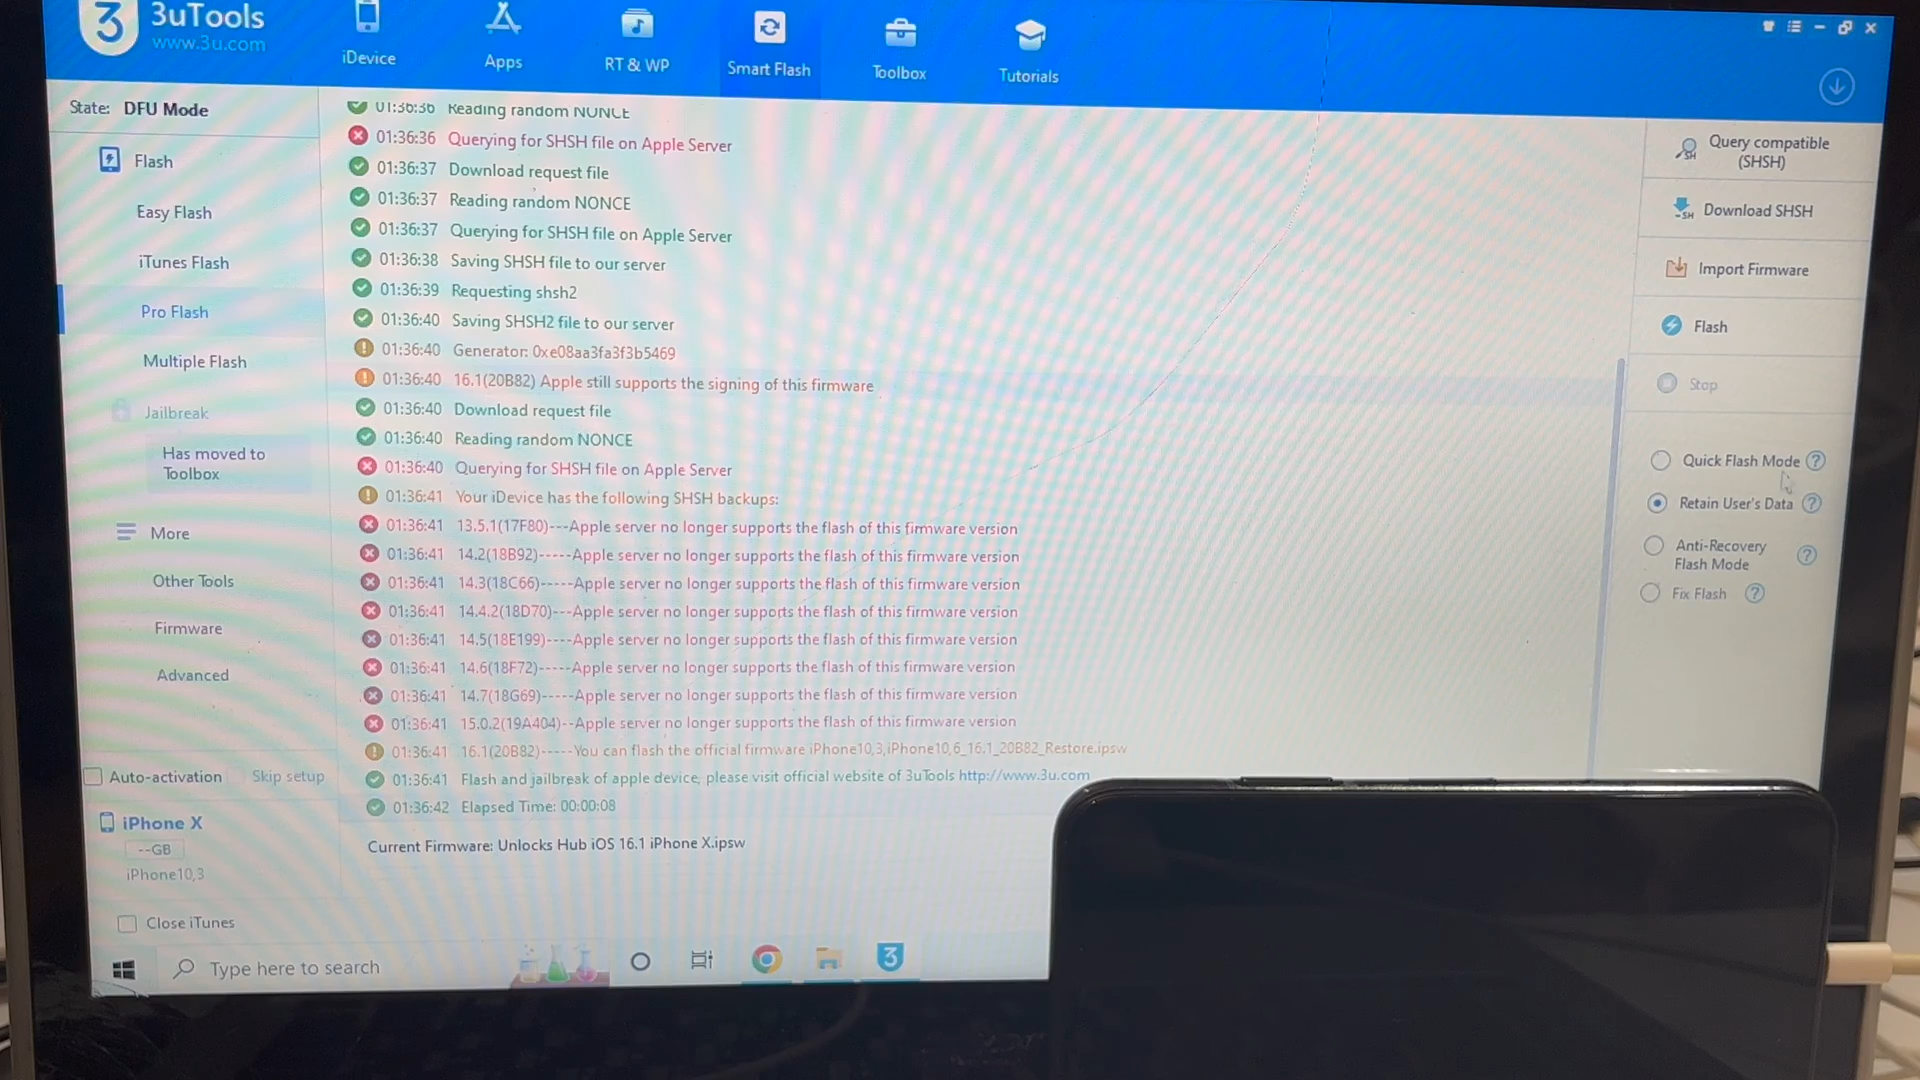 3 3uTools
www.3u.com
iDevice
Apps
RT & WP
Smart Flash
Toolbox
Tutorials
State: DFU Mode
Flash
Easy Flash
iTunes Flash
Pro Flash
Multiple Flash
Jailbreak
Has moved to
Toolbox
More
Other Tools
Firmware
Advanced
Auto-activation Skip setup
iPhone X
--GB
iPhone10,3
Close iTunes
01:36:36 Reading random NONCE
01:36:36 Querying for SHSH file on Apple Server
01:36:37 Download request file
01:36:37 Reading random NONCE
01:36:37 Querying for SHSH file on Apple Server
01:36:38 Saving SHSH file to our server
01:36:39 Requesting shsh2
01:36:40 Saving SHSH2 file to our server
01:36:40 Generator: 0xe08aa3fa3f3b5469
01:36:40 16.1(20B82) Apple still supports the signing of this firmware
01:36:40 Download request file
01:36:40 Reading random NONCE
01:36:40 Querying for SHSH file on Apple Server
01:36:41 Your iDevice has the following SHSH backups:
01:36:41 13.5.1(17F80)---Apple server no longer supports the flash of this firmware version
01:36:41 14.2(18B92)-----Apple server no longer supports the flash of this firmware version
01:36:41 14.3(18C66)-----Apple server no longer supports the flash of this firmware version
01:36:41 14.4.2(18D70)---Apple server no longer supports the flash of this firmware version
01:36:41 14.5(18E199)----Apple server no longer supports the flash of this firmware version
01:36:41 14.6(18F72)-----Apple server no longer supports the flash of this firmware version
01:36:41 14.7(18G69)-----Apple server no longer supports the flash of this firmware version
01:36:41 15.0.2(19A404)--Apple server no longer supports the flash of this firmware version
01:36:41 16.1(20B82)-----You can flash the official firmware iPhone10,3,iPhone10,6_16.1_20B82_Restore.ipsw
01:36:41 Flash and jailbreak of apple device, please visit official website of 3uTools http://www.3u.com
01:36:42 Elapsed Time: 00:00:08
Current Firmware: Unlocks Hub iOS 16.1 iPhone X.ipsw
Query compatible
(SHSH)
Download SHSH
Import Firmware
Flash
Stop
Quick Flash Mode ?
Retain User's Data ?
Anti-Recovery
Flash Mode ?
Fix Flash ?
Type here to search
3